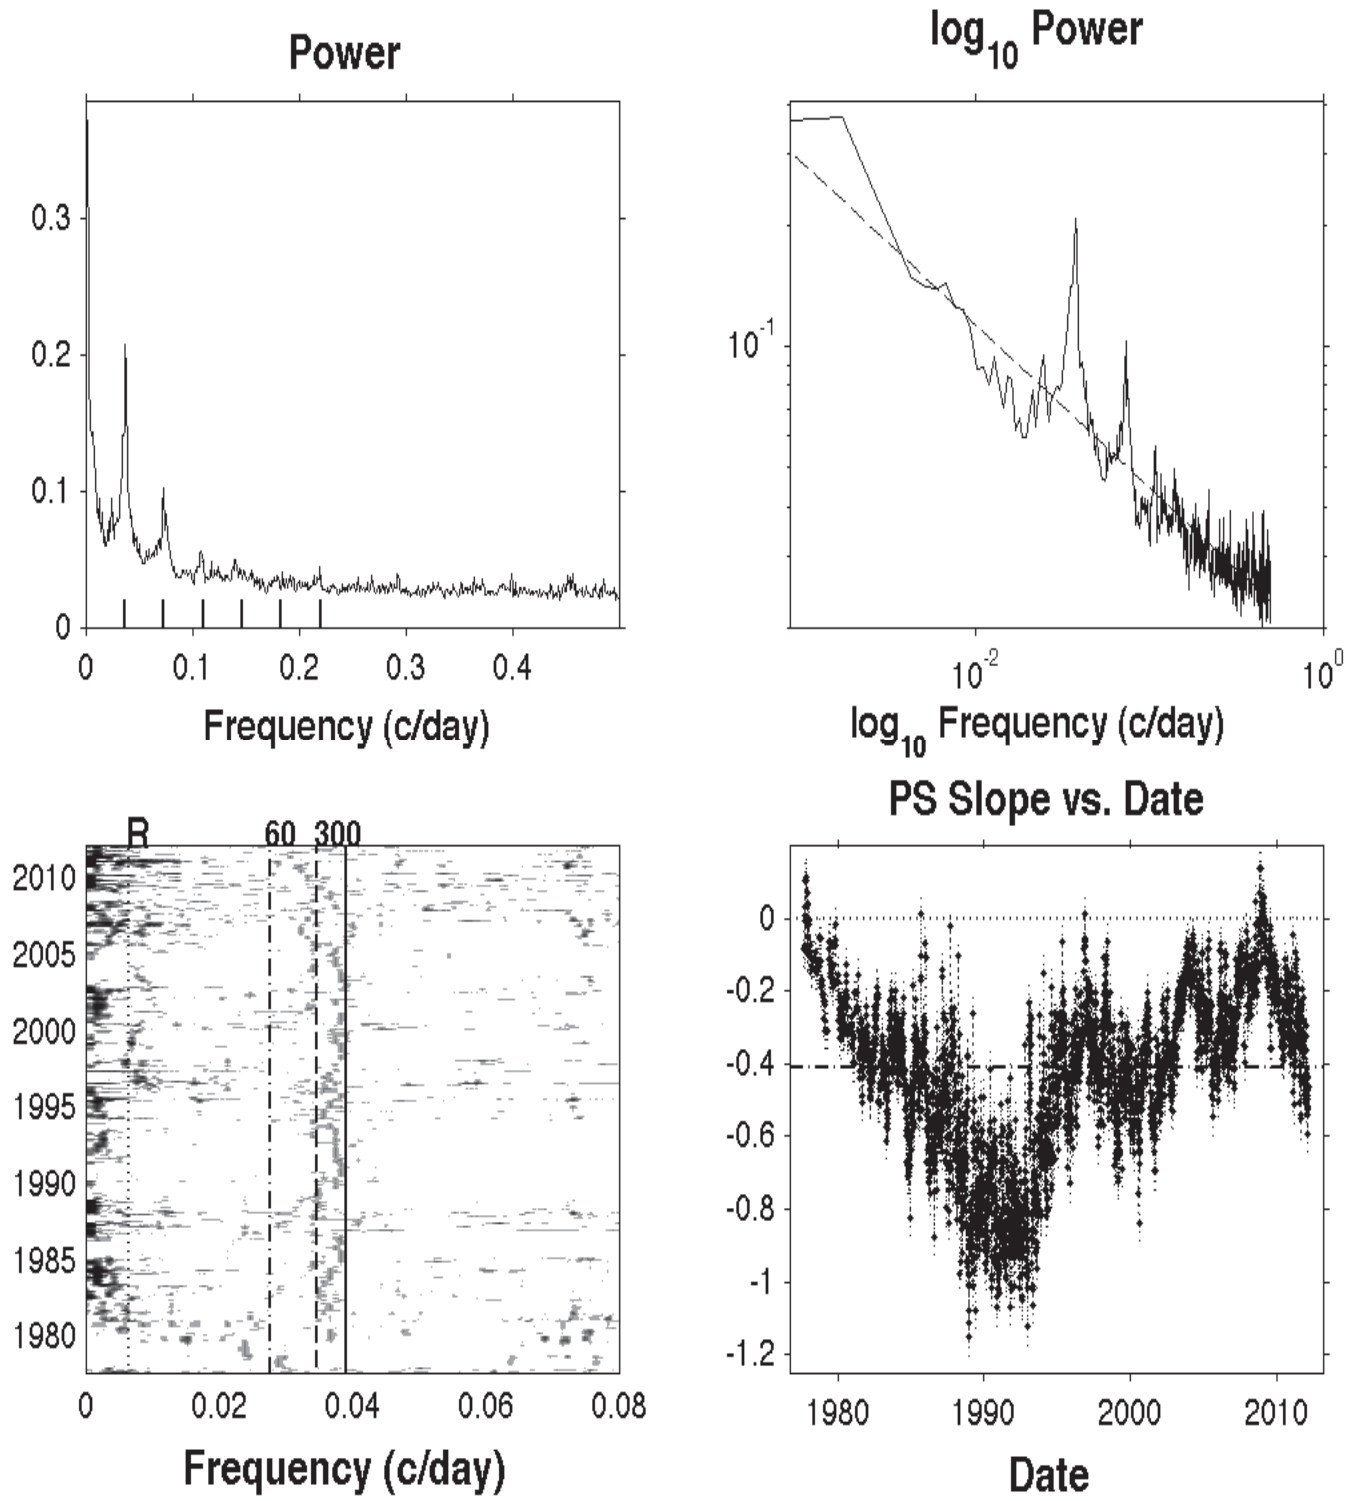 Power
0.3
0.2
0.1
0
0 0.1 0.2 0.3 0.4
Frequency (c/day)
log10 Power
10-1
10-2 100
log10 Frequency (c/day)
R 60 300
2010
2005
2000
1995
1990
1985
1980
0 0.02 0.04 0.06 0.08
Frequency (c/day)
PS Slope vs. Date
0
-0.2
-0.4
-0.6
-0.8
-1
-1.2
1980 1990 2000 2010
Date